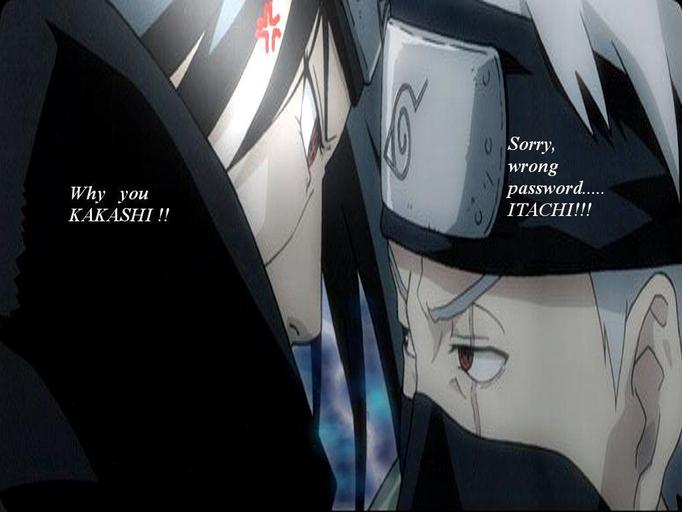 Why you
KAKASHI !!
Sorry,
wrong
password.....
ITACHI!!!